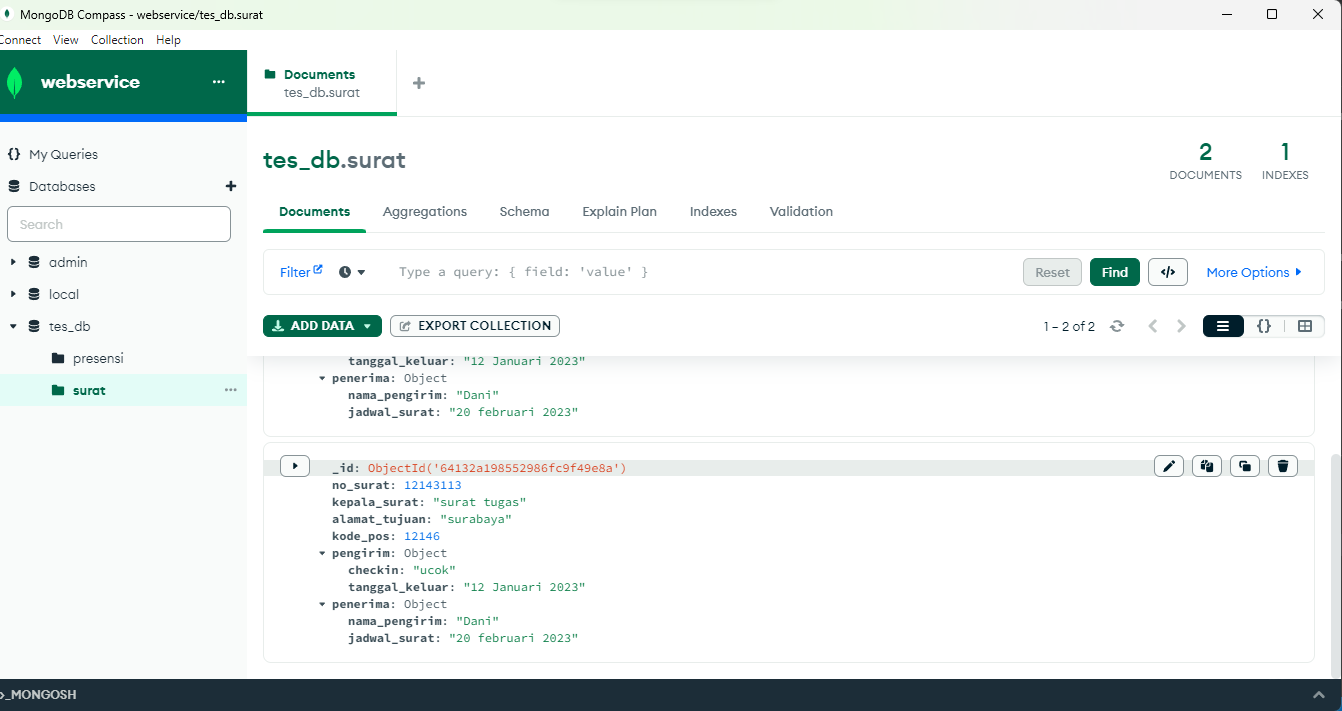 MongoDB Compass - webservice/tes_db.surat
Connect View Collection Help
webservice
Documents
tes_db.surat
My Queries
Databases
Search
admin
local
tes_db
presensi
surat
tes_db.surat
2
DOCUMENTS
1
INDEXES
Documents Aggregations Schema Explain Plan Indexes Validation
Filter Type a query: { field: 'value' } Reset Find </> More Options
ADD DATA EXPORT COLLECTION 1 – 2 of 2 {}
tanggal_keluar: "12 Januari 2023"
penerima: Object
nama_pengirim: "Dani"
jadwal_surat: "20 februari 2023"
_id: ObjectId('64132a198552986fc9f49e8a')
no_surat: 12143113
kepala_surat: "surat tugas"
alamat_tujuan: "surabaya"
kode_pos: 12146
pengirim: Object
checkin: "ucok"
tanggal_keluar: "12 Januari 2023"
penerima: Object
nama_pengirim: "Dani"
jadwal_surat: "20 februari 2023"
>_MONGOSH